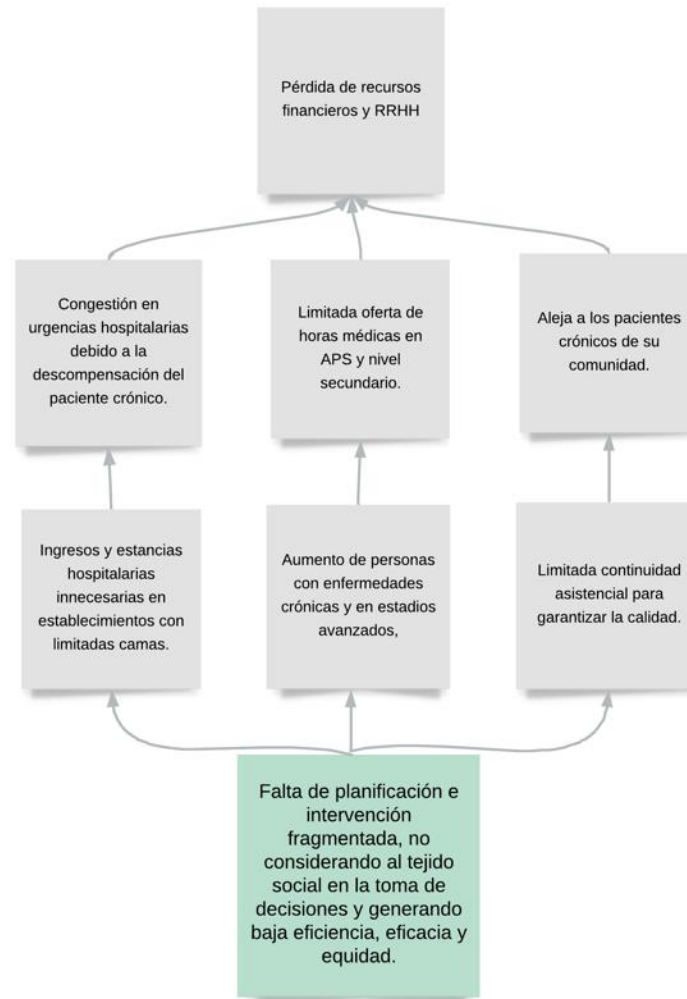 Pérdida de recursos
financieros y RRHH
Congestión en
urgencias hospitalarias
debido a la
descompensación del
paciente crónico.
Limitada oferta de
horas médicas en
APS y nivel
secundario.
Aleja a los pacientes
crónicos de su
comunidad.
Ingresos y estancias
hospitalarias
innecesarias en
establecimientos con
limitadas camas.
Aumento de personas
con enfermedades
crónicas y en estadios
avanzados,
Limitada continuidad
asistencial para
garantizar la calidad.
Falta de planificación e
intervención
fragmentada, no
considerando al tejido
social en la toma de
decisiones y generando
baja eficiencia, eficacia y
equidad.